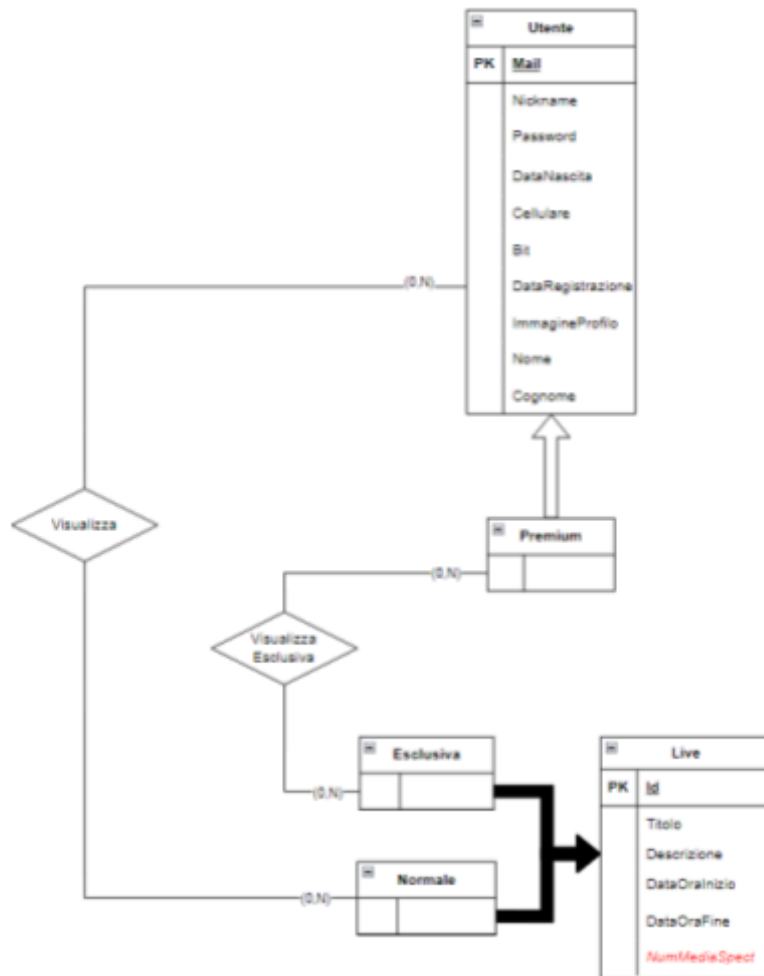 Utente
PK Mail
Nickname
Password
DataNascita
Cellulare
Bit
(0,N)
DataRegistrazione
ImmagineProfilo
Nome
Cognome
Visualizza
Premium
(0,N)
Visualizza
Esclusiva
Esclusiva
(0,N)
Live
PK Id
Titolo
Descrizione
DataOraInizio
DataOraFine
NumMediaSpect
Normale
(0,N)